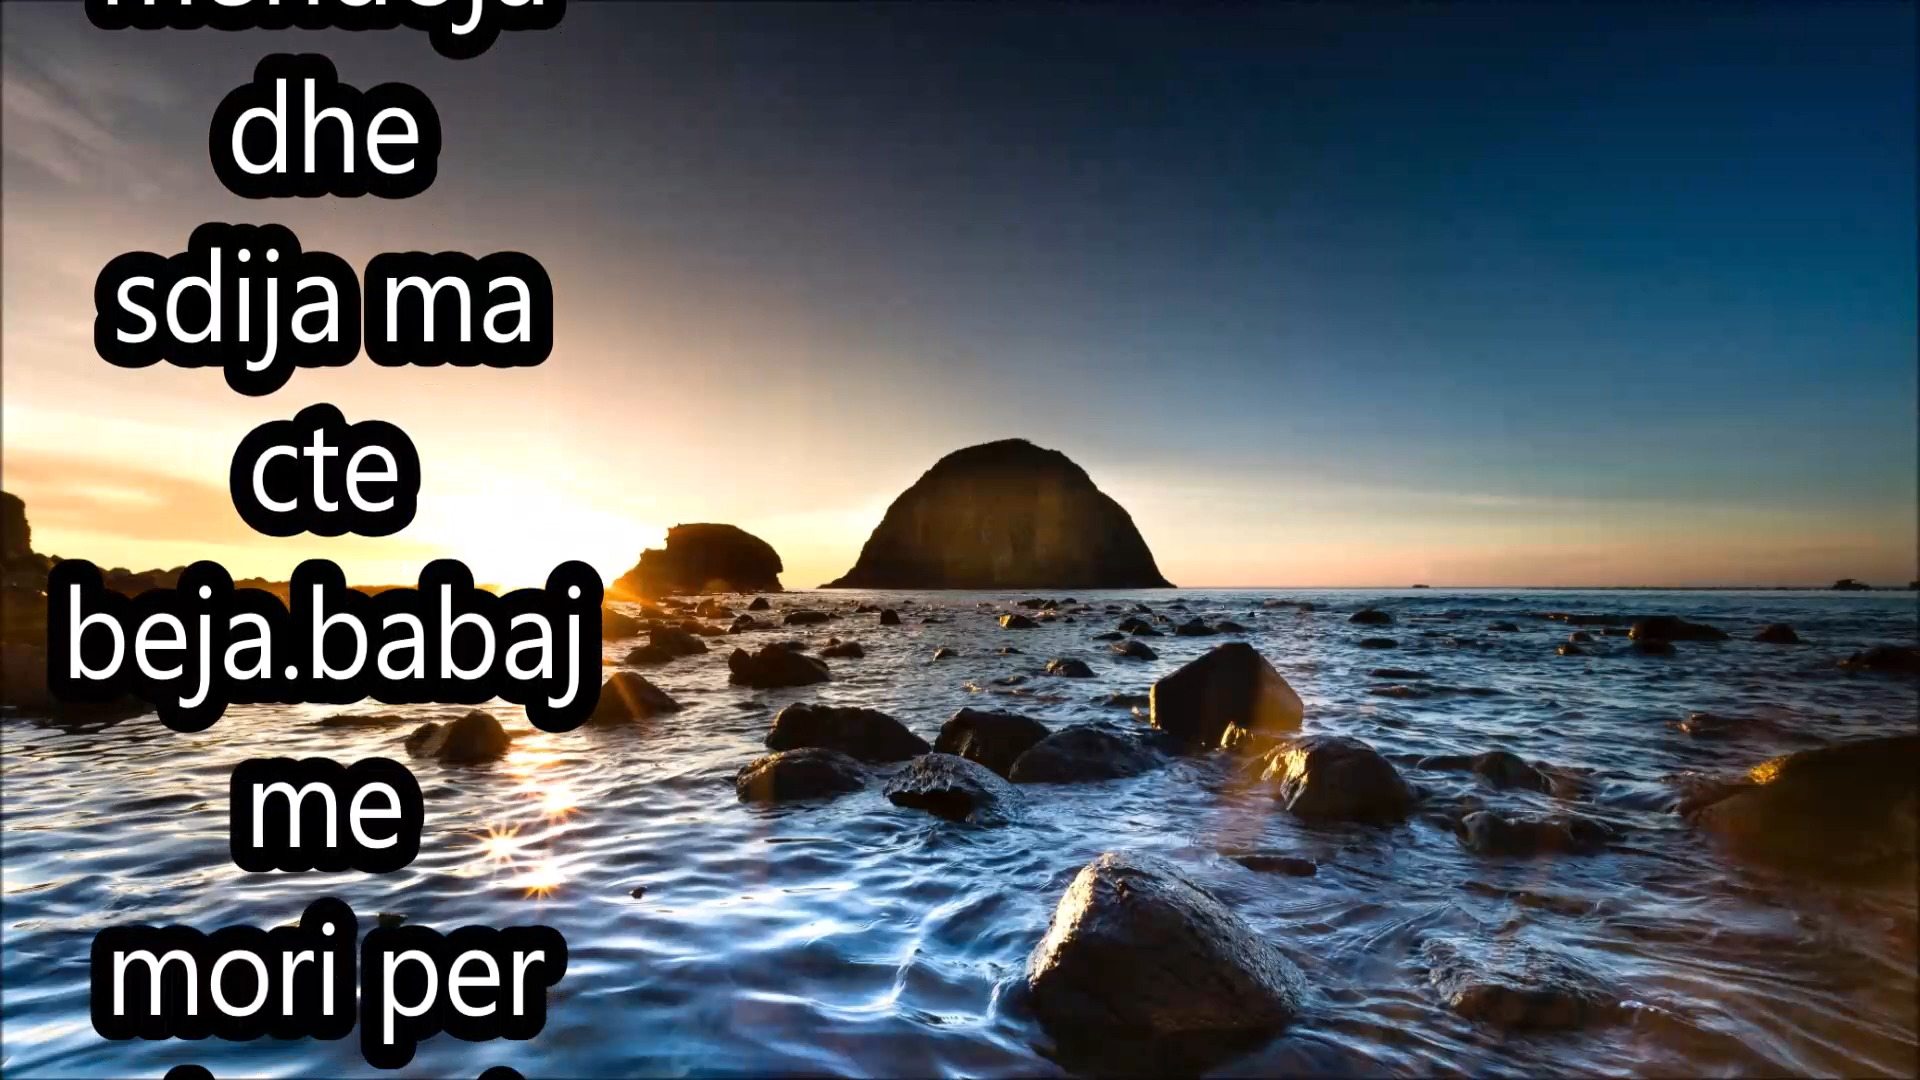 dhe
sdija ma
cte
beja.babaj
me
mori per